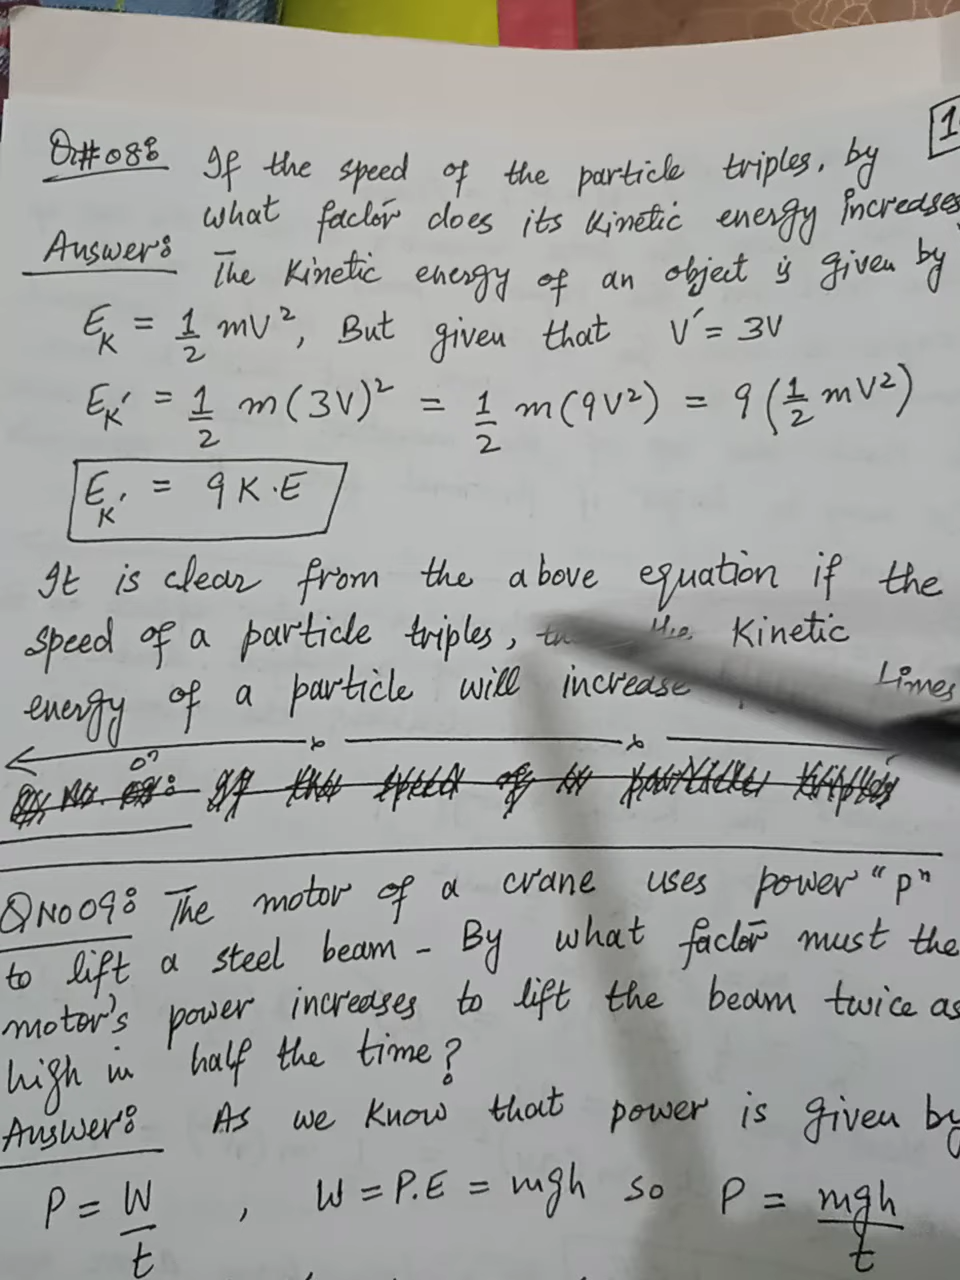 1
Q#08: If the speed of the particle triples, by
what factor does its kinetic energy increases
Answer: The kinetic energy of an object is given by
E_K = 1/2 mV², But given that V' = 3V
E_K' = 1/2 m(3V)² = 1/2 m(9V²) = 9(1/2 mV²)
E_K' = 9 K.E
It is clear from the above equation if the
speed of a particle triples, the Kinetic
energy of a particle will increase times
QNo09: The motor of a crane uses power "P"
to lift a steel beam - By what factor must the
motor's power increases to lift the beam twice as
high in half the time?
Answer: As we know that power is given by
P = W/t , W = P.E = mgh so P = mgh/t